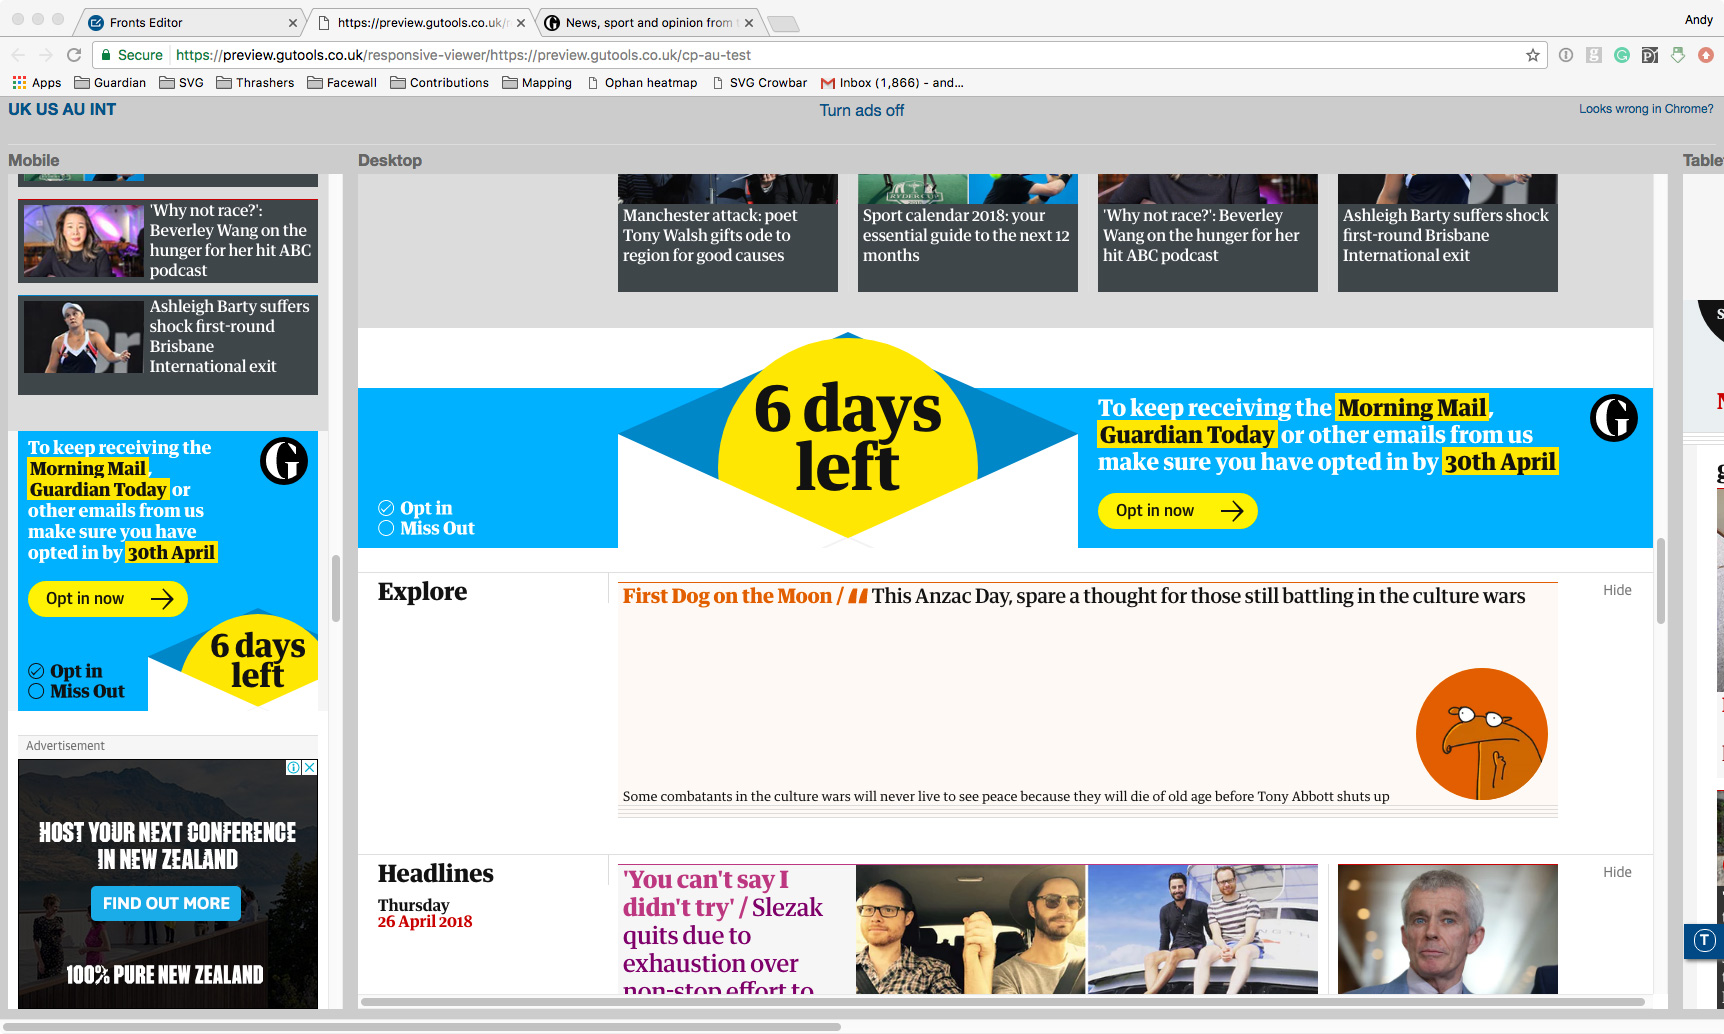 Fronts Editor
https://preview.gutools.co.uk/r
News, sport and opinion from t
Andy
Secure
https://preview.gutools.co.uk/responsive-viewer/https://preview.gutools.co.uk/cp-au-test
Apps
Guardian
SVG
Thrashers
Facewall
Contributions
Mapping
Ophan heatmap
SVG Crowbar
Inbox (1,866) - and...
UK US AU INT
Turn ads off
Looks wrong in Chrome?
Mobile
'Why not race?':
Beverley Wang on the
hunger for her hit ABC
podcast
Ashleigh Barty suffers
shock first-round
Brisbane
International exit
To keep receiving the
Morning Mail,
Guardian Today or
other emails from us
make sure you have
opted in by 30th April
Opt in now
6 days
left
Opt in
Miss Out
Advertisement
HOST YOUR NEXT CONFERENCE
IN NEW ZEALAND
FIND OUT MORE
100% PURE NEW ZEALAND
Desktop
Manchester attack: poet
Tony Walsh gifts ode to
region for good causes
Sport calendar 2018: your
essential guide to the next 12
months
'Why not race?': Beverley
Wang on the hunger for her
hit ABC podcast
Ashleigh Barty suffers shock
first-round Brisbane
International exit
6 days
left
Opt in
Miss Out
To keep receiving the Morning Mail,
Guardian Today or other emails from us
make sure you have opted in by 30th April
Opt in now
Explore
First Dog on the Moon / This Anzac Day, spare a thought for those still battling in the culture wars
Hide
Some combatants in the culture wars will never live to see peace because they will die of old age before Tony Abbott shuts up
Headlines
Thursday
26 April 2018
'You can't say I
didn't try' / Slezak
quits due to
exhaustion over
non-stop effort to
Hide
Table